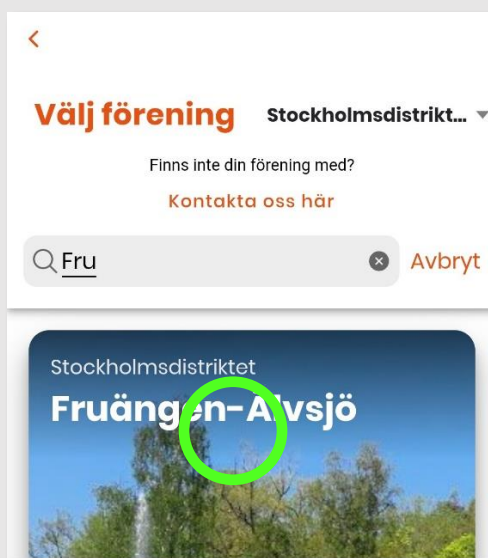 Välj förening
Stockholmsdistrikt...
Finns inte din förening med?
Kontakta oss här
Fru
Avbryt
Stockholmsdistriktet
Fruängen-Älvsjö